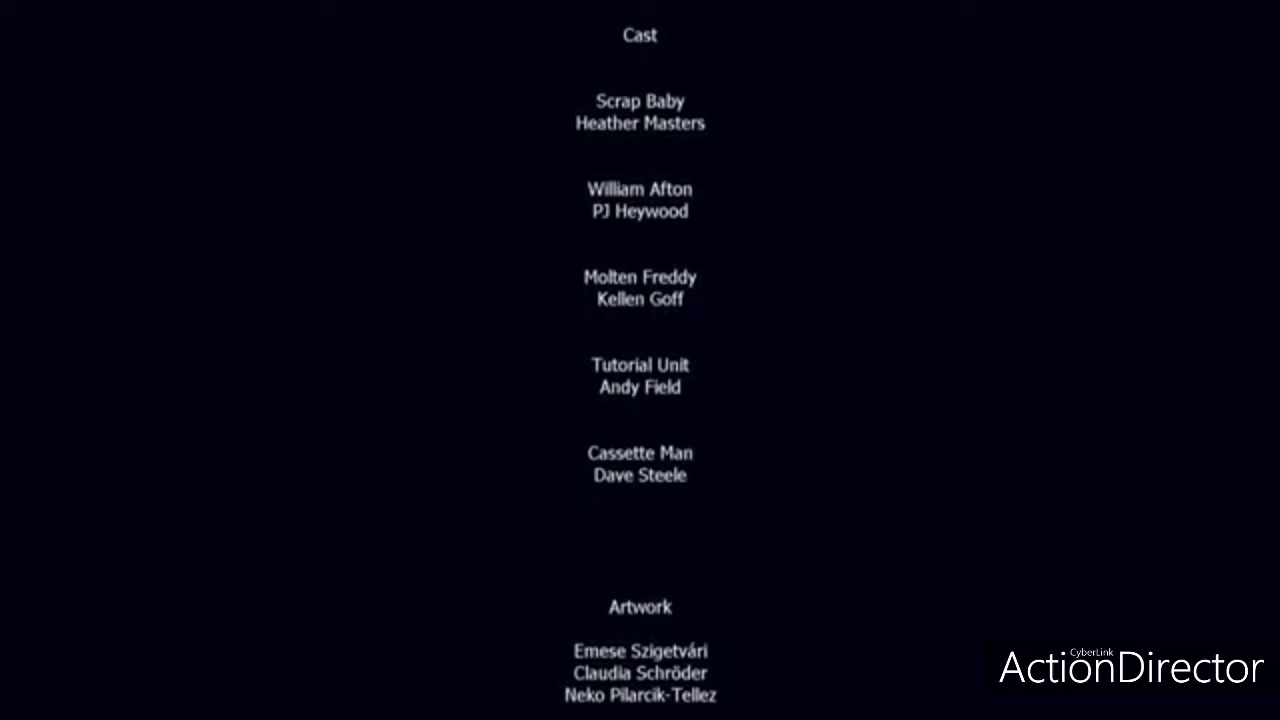 Cast
Scrap Baby
Heather Masters
William Afton
PJ Heywood
Molten Freddy
Kellen Goff
Tutorial Unit
Andy Field
Cassette Man
Dave Steele
Artwork
Emese Szigetvári
Claudia Schröder
Neko Pilarcik-Tellez
CyberLink
ActionDirector